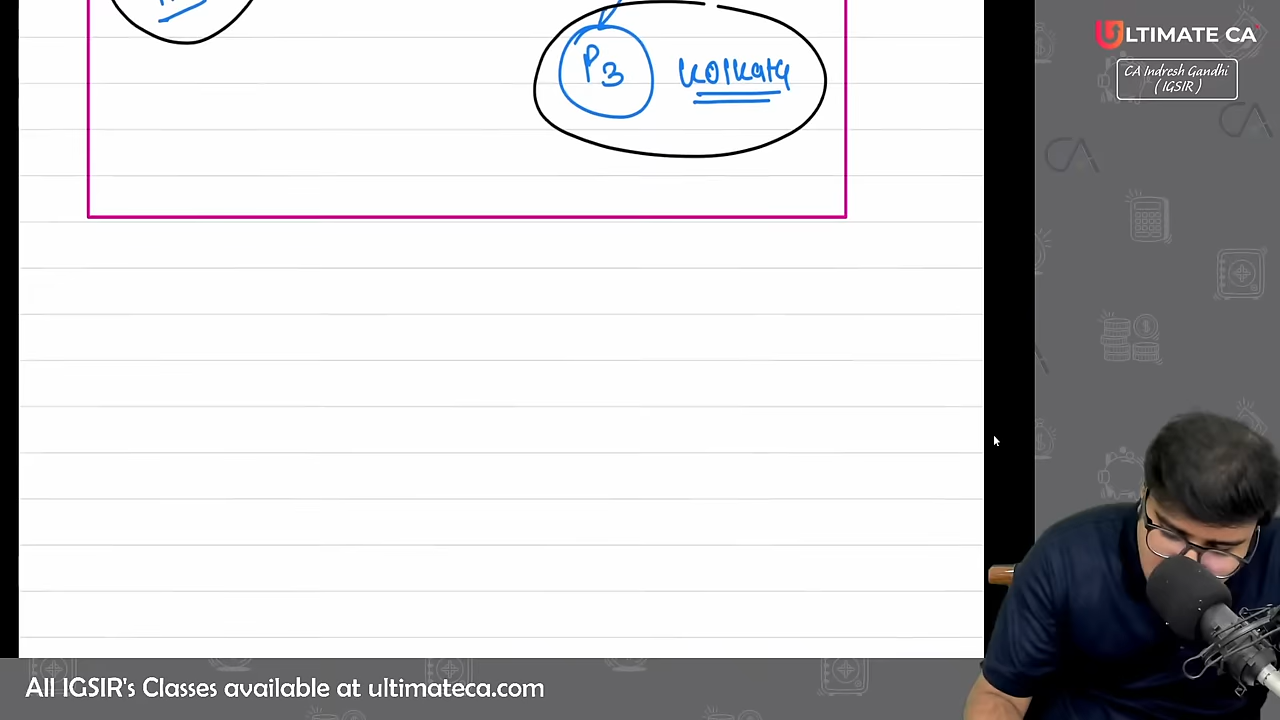 ULTIMATE CA
CA Indresh Gandhi
( IGSIR )
P3 Kolkata
All IGSIR's Classes available at ultimateca.com